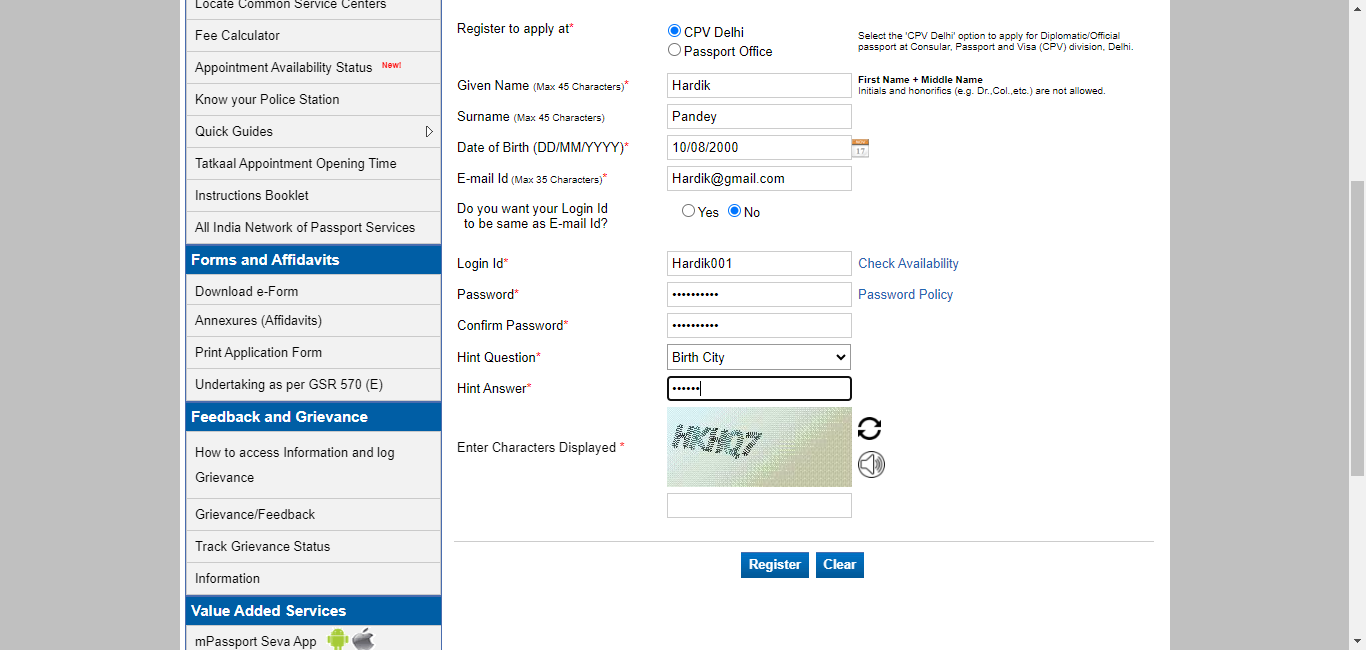 Locate Common Service Centers
Fee Calculator
Appointment Availability Status New!
Know your Police Station
Quick Guides
Tatkaal Appointment Opening Time
Instructions Booklet
All India Network of Passport Services
Forms and Affidavits
Download e-Form
Annexures (Affidavits)
Print Application Form
Undertaking as per GSR 570 (E)
Feedback and Grievance
How to access Information and log
Grievance
Grievance/Feedback
Track Grievance Status
Information
Value Added Services
mPassport Seva App
Register to apply at*
CPV Delhi
Passport Office
Select the 'CPV Delhi' option to apply for Diplomatic/Official
passport at Consular, Passport and Visa (CPV) division, Delhi.
Given Name (Max 45 Characters)*
Hardik
First Name + Middle Name
Initials and honorifics (e.g. Dr.,Col.,etc.) are not allowed.
Surname (Max 45 Characters)
Pandey
Date of Birth (DD/MM/YYYY)*
10/08/2000
17
E-mail Id (Max 35 Characters)*
Hardik@gmail.com
Do you want your Login Id
to be same as E-mail Id?
Yes No
Login Id*
Hardik001
Check Availability
Password*
••••••••••
Password Policy
Confirm Password*
••••••••••
Hint Question*
Birth City
Hint Answer*
••••••
Enter Characters Displayed *
Register Clear